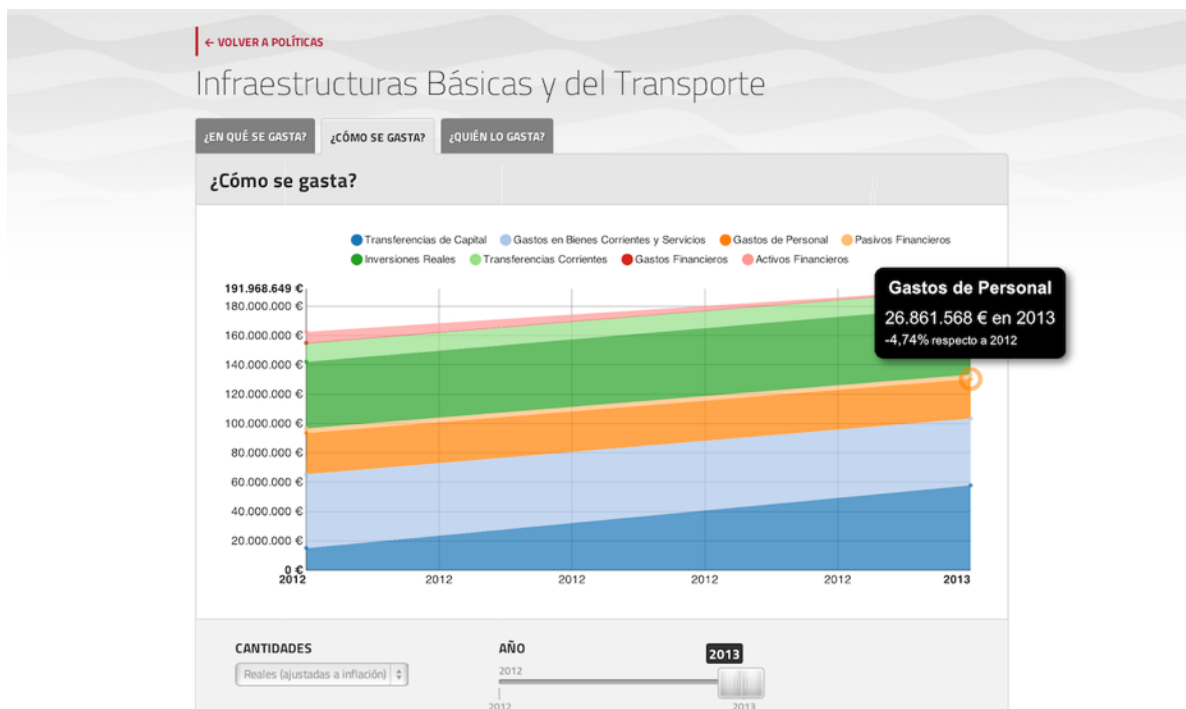 ← VOLVER A POLÍTICAS
Infraestructuras Básicas y del Transporte
¿EN QUÉ SE GASTA? ¿CÓMO SE GASTA? ¿QUIÉN LO GASTA?
¿Cómo se gasta?
Transferencias de Capital Gastos en Bienes Corrientes y Servicios Gastos de Personal Pasivos Financieros
Inversiones Reales Transferencias Corrientes Gastos Financieros Activos Financieros
191.968.649 €
180.000.000 €
160.000.000 €
140.000.000 €
120.000.000 €
100.000.000 €
80.000.000 €
60.000.000 €
40.000.000 €
20.000.000 €
0 €
Gastos de Personal
26.861.568 € en 2013
-4,74% respecto a 2012
2012 2012 2012 2012 2012 2013
CANTIDADES
Reales (ajustadas a inflación)
AÑO
2013
2012
2012 2013